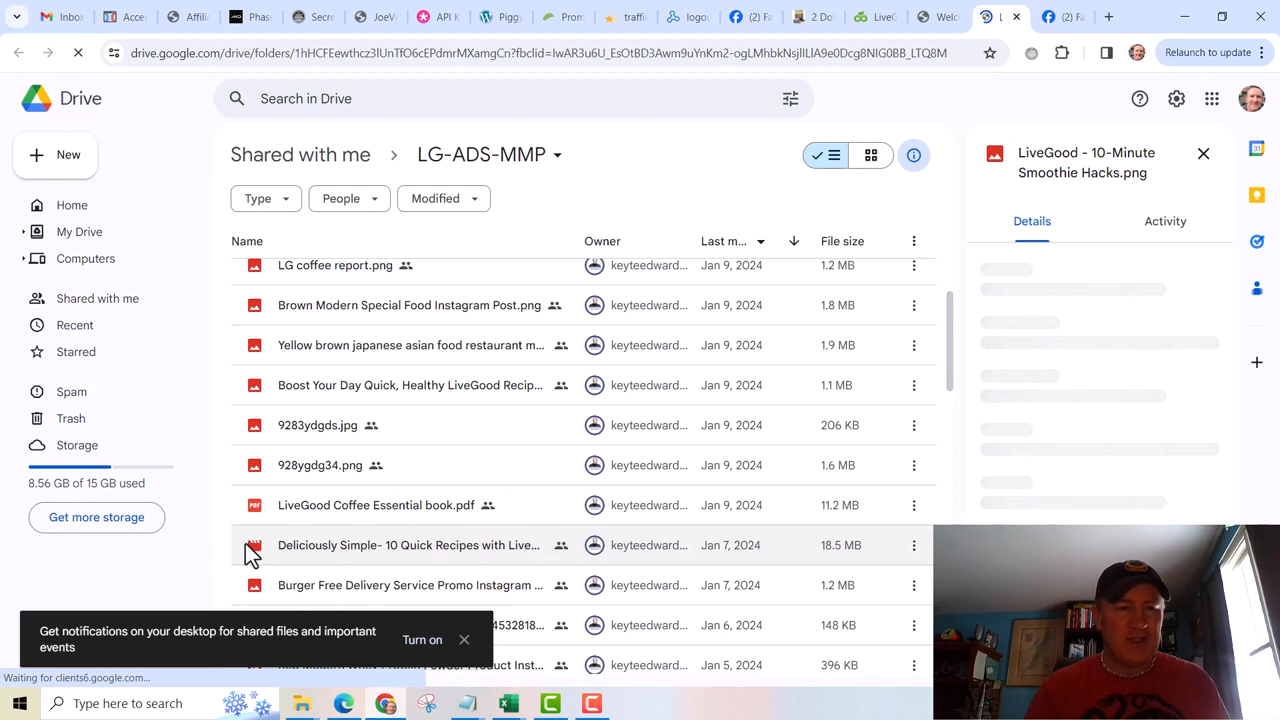 Autom
Access
Affilia
Phase
Secre
JoeVi
API
Piggy
Prom
traffi
logo
(2) Fa
2 Do
LiveG
Welc
L
(2) Fa
drive.google.com/drive/folders/1hHCFEewthcz3lUnTfO6cEPdmrMXamqCn?fbclid=IwAR3u6U_EsOtBD3Awm9uYnKm2-ogLMhbkNsjlILlA9e0Dcg8NIG0BB_LTQ8M
Relaunch to update
Drive
Search in Drive
New
Shared with me
LG-ADS-MMP
LiveGood - 10-Minute
Smoothie Hacks.png
Type
People
Modified
Home
My Drive
Computers
Shared with me
Recent
Starred
Spam
Trash
Storage
8.56 GB of 15 GB used
Get more storage
Details
Activity
Name
Owner
Last m...
File size
report.png
keyteedward...
Jan 9, 2024
1.2 MB
Brown Modern Special Food Instagram Post.png
keyteedward...
Jan 9, 2024
1.8 MB
Yellow brown japanese asian food restaurant m...
keyteedward...
Jan 9, 2024
1.9 MB
Elevate Your Day Quick, Healthy LiveGood Recip...
keyteedward...
Jan 9, 2024
1.1 MB
9283ydgds.jpg
keyteedward...
Jan 9, 2024
206 KB
928ygdg34.png
keyteedward...
Jan 9, 2024
1.6 MB
Livegood Coffee Essential book.pdf
keyteedward...
Jan 9, 2024
11.2 MB
Deliciously Simple- 10 Quick Recipes with Live...
keyteedward...
Jan 7, 2024
18.5 MB
Burger Free Delivery Service Promo Instagram ...
keyteedward...
Jan 7, 2024
1.2 MB
keyteedward...
Jan 6, 2024
148 KB
keyteedward...
Jan 5, 2024
396 KB
Get notifications on your desktop for shared files and important
events
Turn on
Waiting for clients6.google.com...
Type here to search